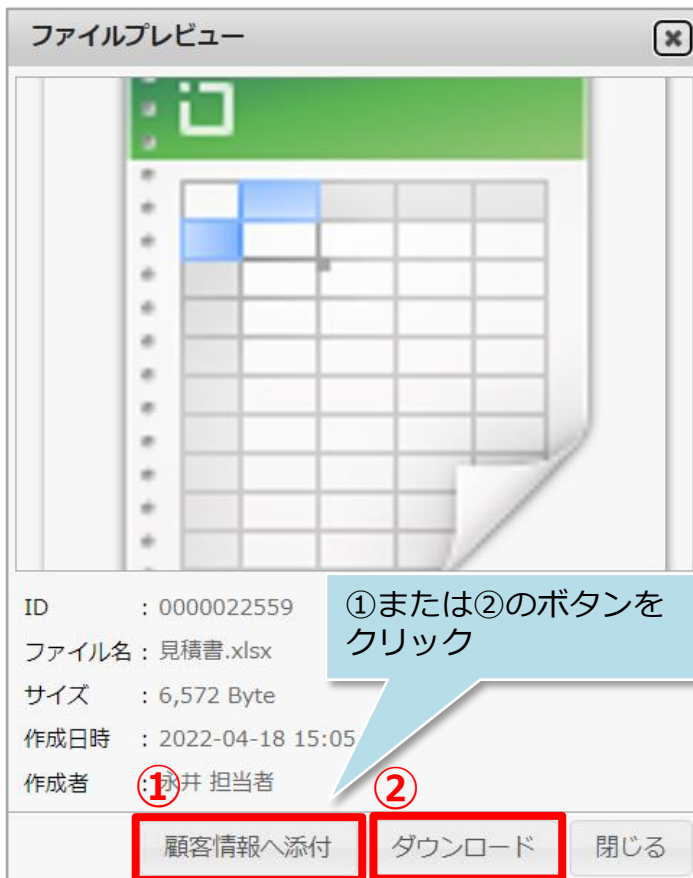 ファイルプレビュー
ID : 0000022559
ファイル名 : 見積書.xlsx
サイズ : 6,572 Byte
作成日時 : 2022-04-18 15:05
作成者 : 永井 担当者
①または②のボタンを
クリック
① ②
顧客情報へ添付 ダウンロード 閉じる